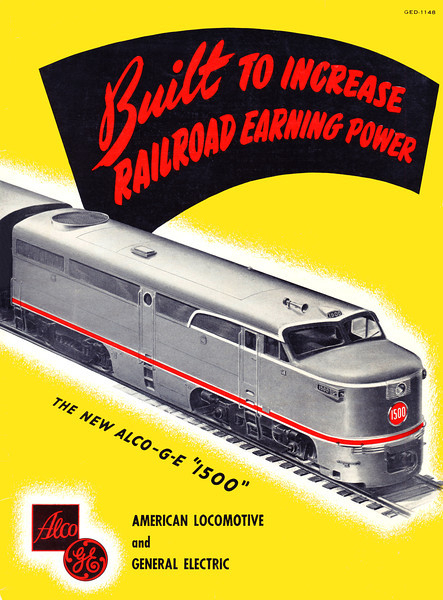 GED-1148
Built TO INCREASE
RAILROAD EARNING POWER
1500
THE NEW ALCO-G-E "1500"
Alco
GE
AMERICAN LOCOMOTIVE
and
GENERAL ELECTRIC